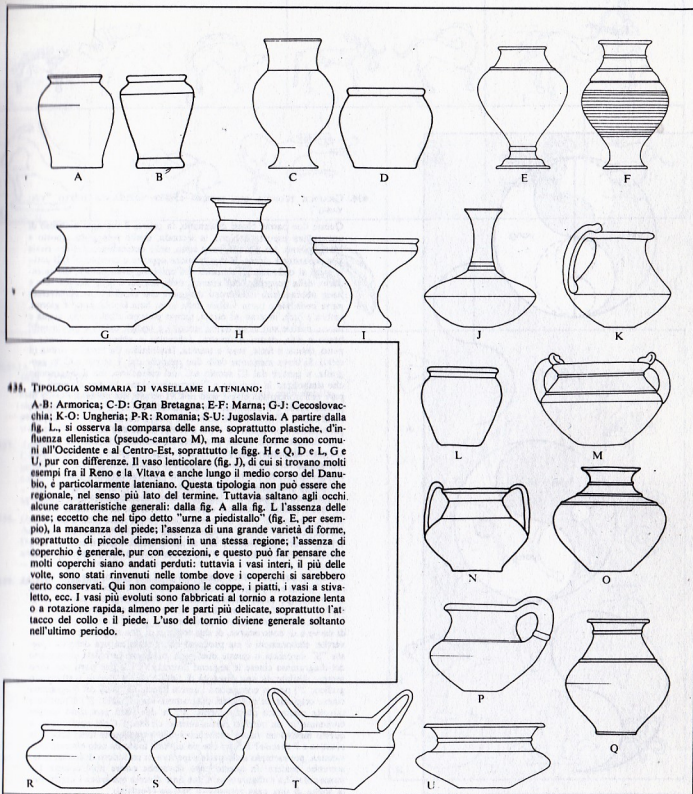 A B C D E F
G H I J K
L M
N O
P Q
R S T U
435. TIPOLOGIA SOMMARIA DI VASELLAME LATENIANO:
A-B: Armorica; C-D: Gran Bretagna; E-F: Marna; G-J: Cecoslovac-
chia; K-O: Ungheria; P-R: Romania; S-U: Jugoslavia. A partire dalla
fig. L., si osserva la comparsa delle anse, soprattutto plastiche, d'in-
fluenza ellenistica (pseudo-cantaro M), ma alcune forme sono comu-
ni all'Occidente e al Centro-Est, soprattutto le figg. H e Q, D e L, G e
U, pur con differenze. Il vaso lenticolare (fig. J), di cui si trovano molti
esempi fra il Reno e la Vltava e anche lungo il medio corso del Danu-
bio, è particolarmente lateniano. Questa tipologia non può essere che
regionale, nel senso più lato del termine. Tuttavia saltano agli occhi
alcune caratteristiche generali: dalla fig. A alla fig. L l'assenza delle
anse; eccetto che nel tipo detto "urne a piedistallo" (fig. E, per esem-
pio), la mancanza del piede; l'assenza di una grande varietà di forme,
soprattutto di piccole dimensioni in una stessa regione; l'assenza di
coperchio è generale, pur con eccezioni, e questo può far pensare che
molti coperchi siano andati perduti: tuttavia i vasi interi, il più delle
volte, sono stati rinvenuti nelle tombe dove i coperchi si sarebbero
certo conservati. Qui non compaiono le coppe, i piatti, i vasi a stiva-
letto, ecc. I vasi più evoluti sono fabbricati al tornio a rotazione lenta
o a rotazione rapida, almeno per le parti più delicate, soprattutto l'at-
tacco del collo e il piede. L'uso del tornio diviene generale soltanto
nell'ultimo periodo.